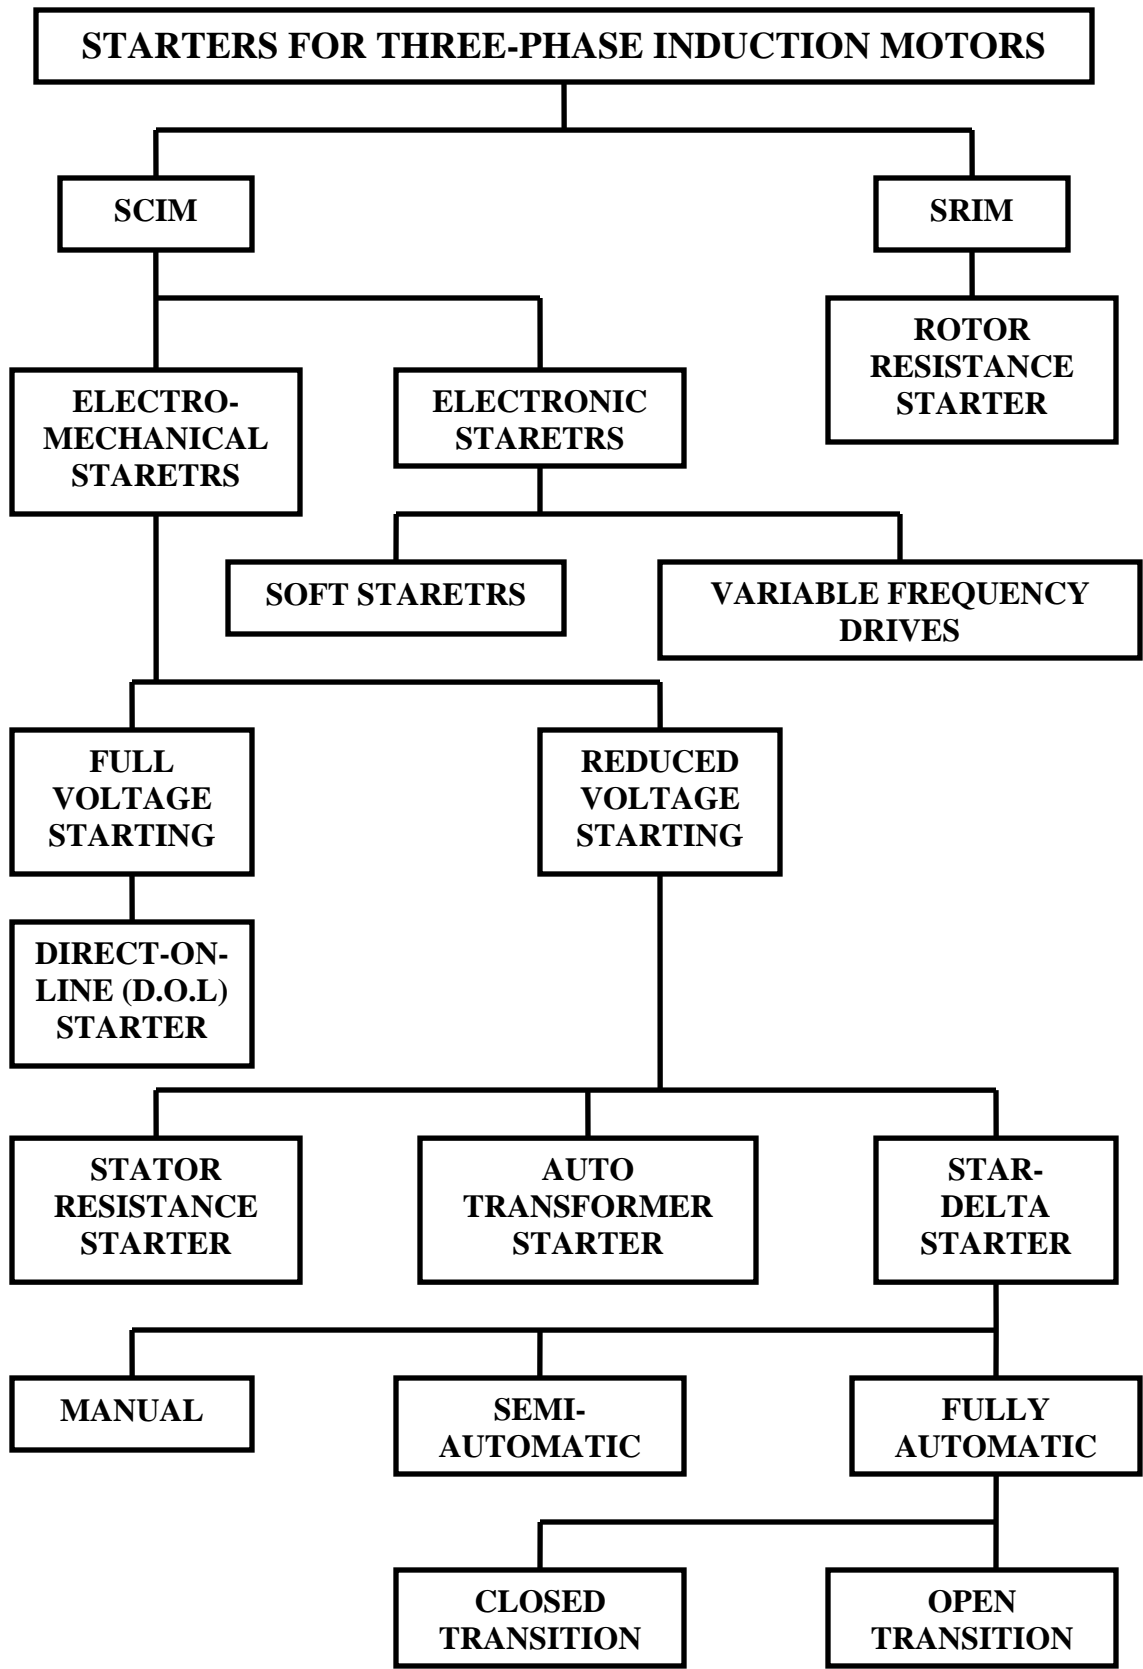 STARTERS FOR THREE-PHASE INDUCTION MOTORS
SCIM
SRIM
ROTOR
RESISTANCE
STARTER
ELECTRO-
MECHANICAL
STARETRS
ELECTRONIC
STARETRS
SOFT STARETRS
VARIABLE FREQUENCY
DRIVES
FULL
VOLTAGE
STARTING
REDUCED
VOLTAGE
STARTING
DIRECT-ON-
LINE (D.O.L)
STARTER
STATOR
RESISTANCE
STARTER
AUTO
TRANSFORMER
STARTER
STAR-
DELTA
STARTER
MANUAL
SEMI-
AUTOMATIC
FULLY
AUTOMATIC
CLOSED
TRANSITION
OPEN
TRANSITION